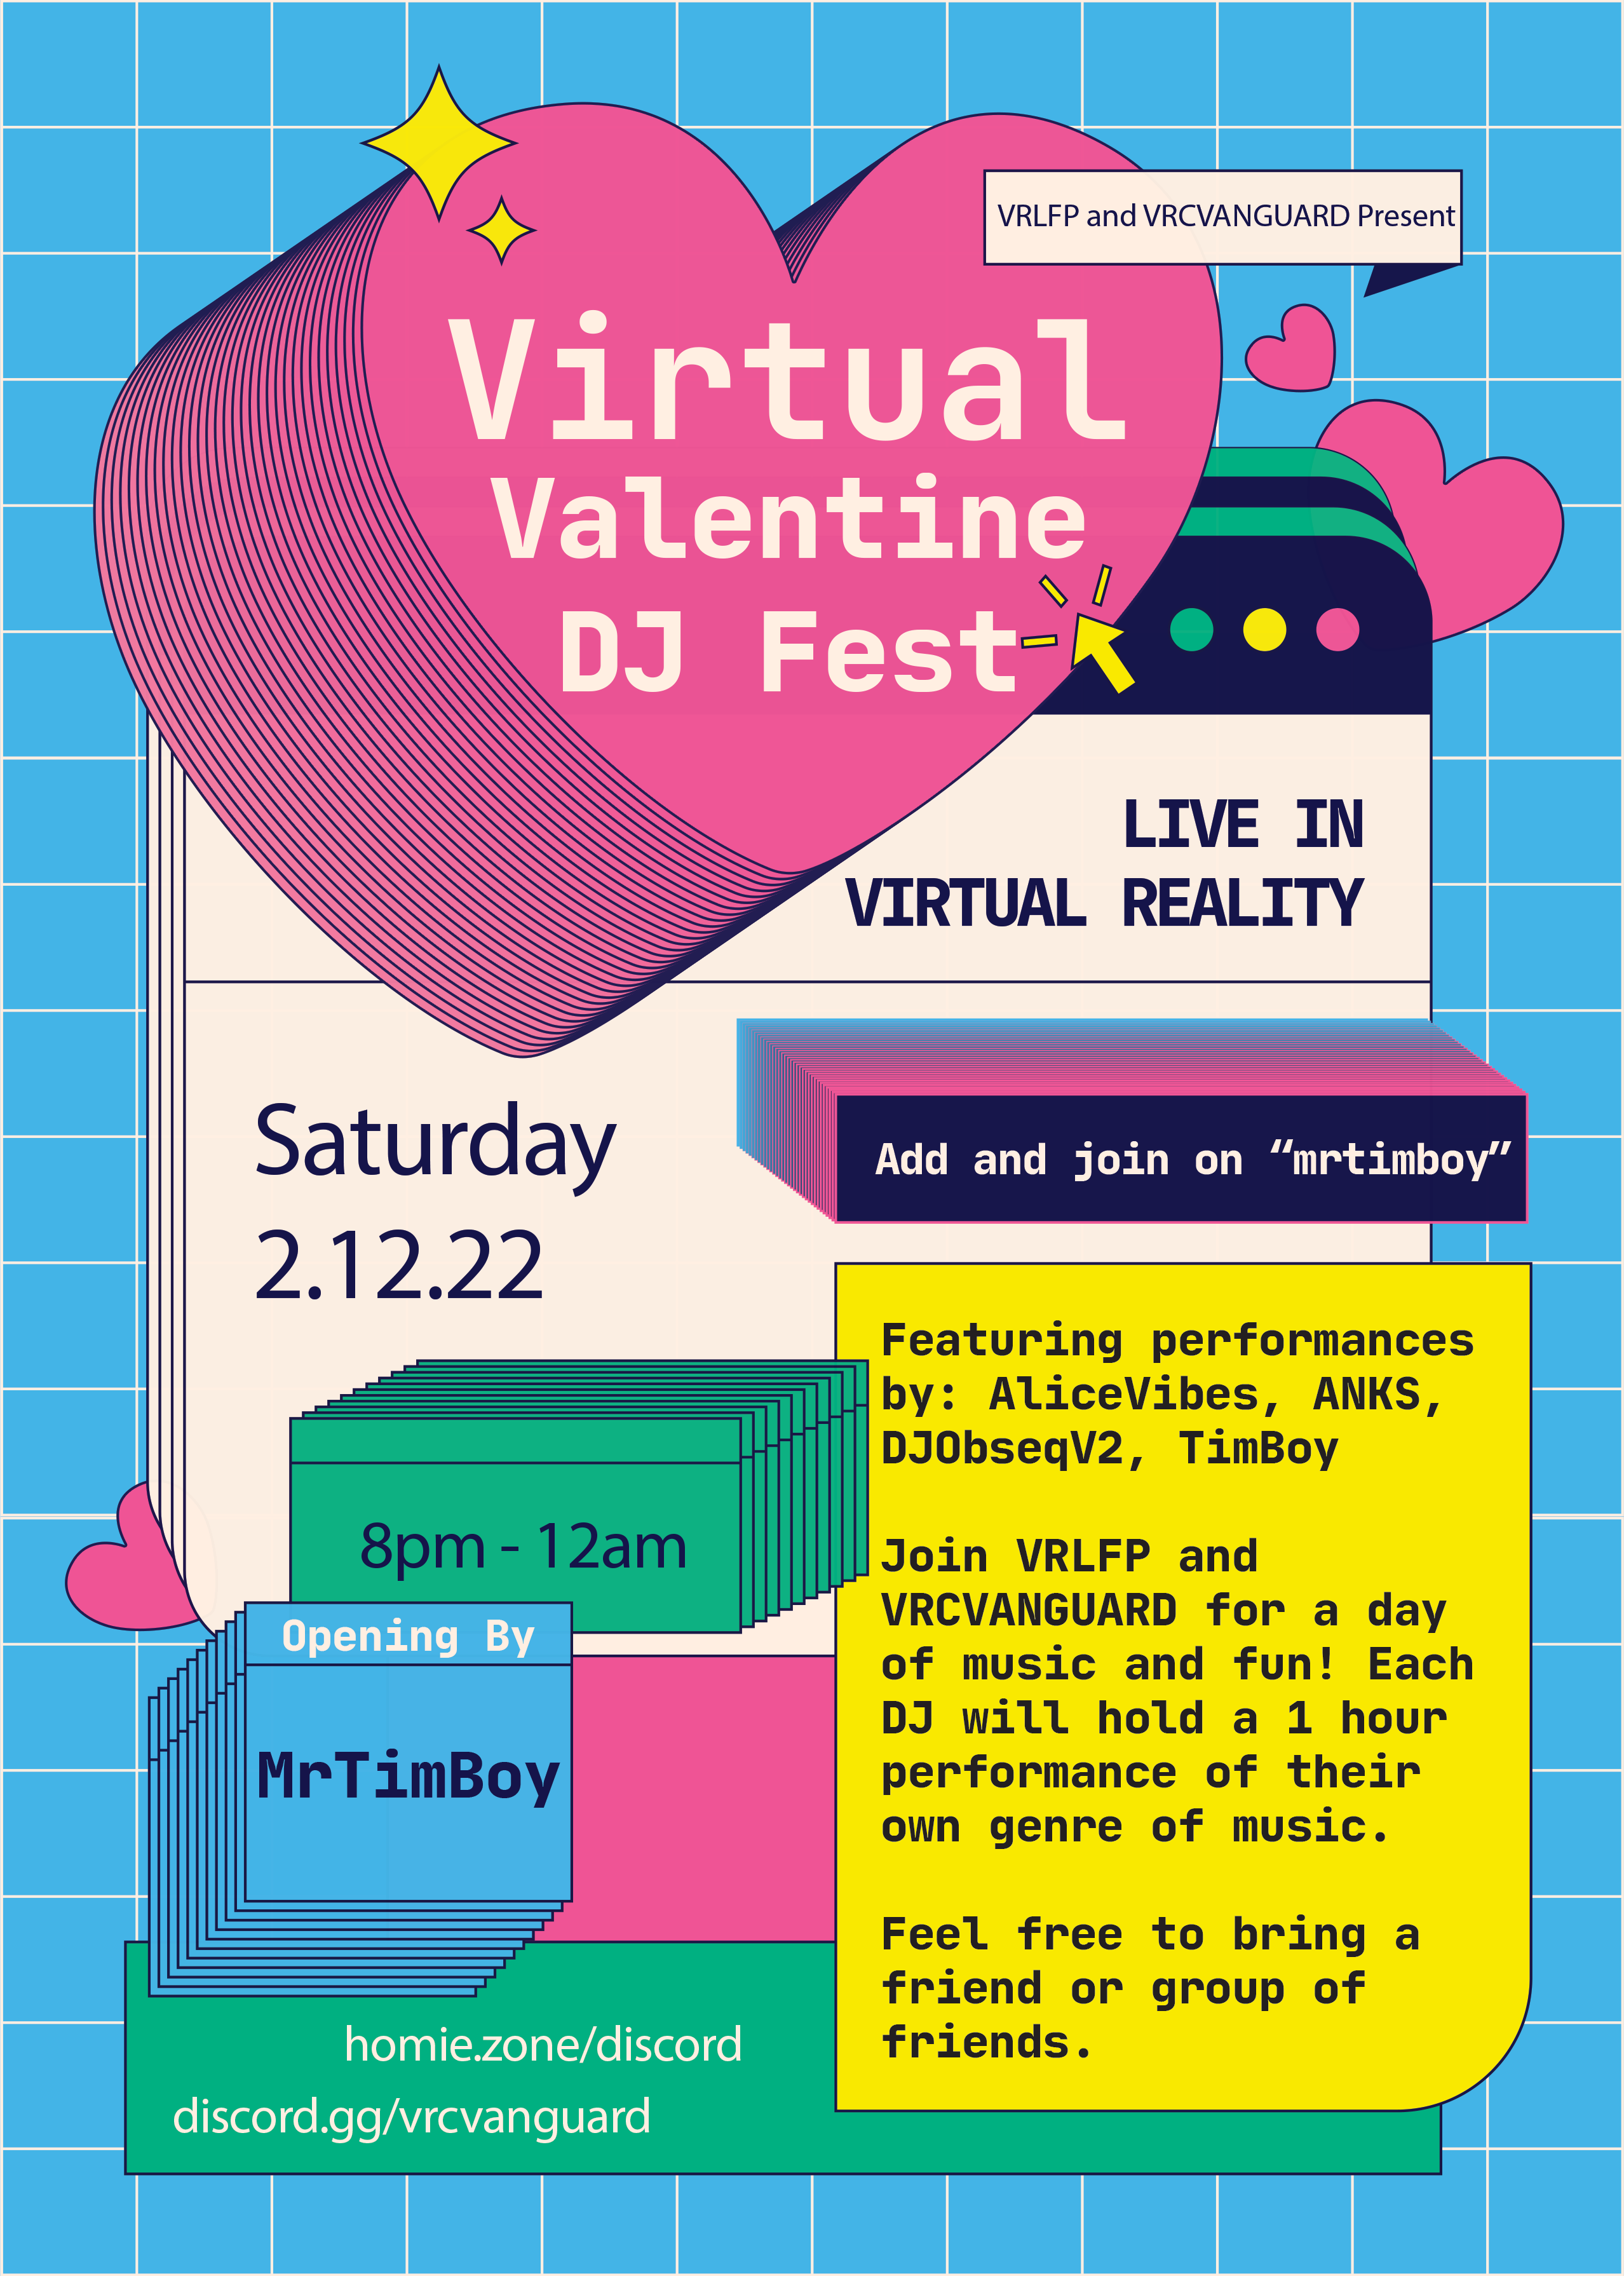 VRLFP and VRCVANGUARD Present
Virtual
Valentine
DJ Fest
LIVE IN
VIRTUAL REALITY
Saturday
2.12.22
Add and join on “mrtimboy”
8pm - 12am
Opening By
MrTimBoy
Featuring performances
by: AliceVibes, ANKS,
DJObseqV2, TimBoy
Join VRLFP and
VRCVANGUARD for a day
of music and fun! Each
DJ will hold a 1 hour
performance of their
own genre of music.
Feel free to bring a
friend or group of
friends.
homie.zone/discord
discord.gg/vrcvanguard